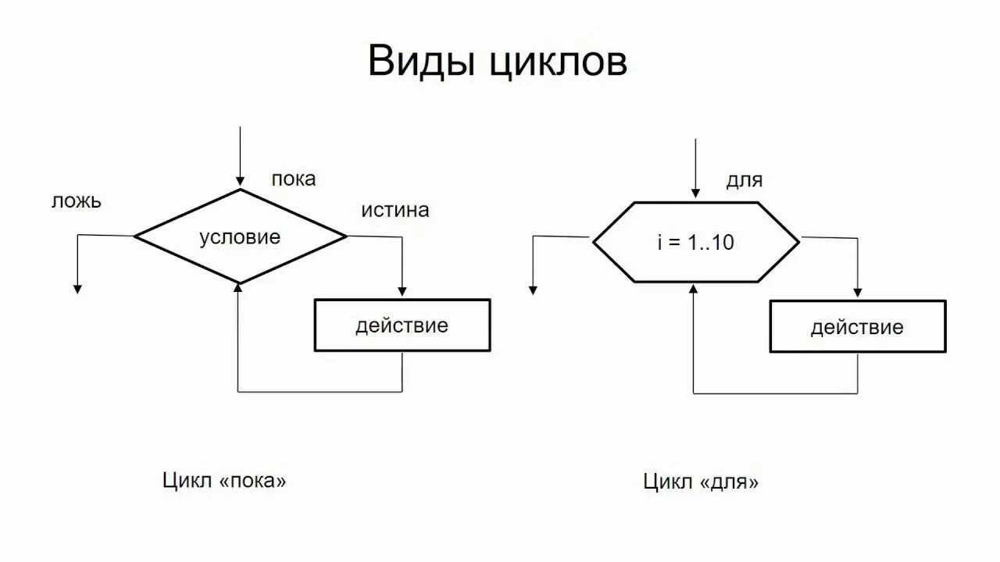 Виды циклов
пока
ложь
истина
условие
действие
Цикл «пока»
для
i = 1..10
действие
Цикл «для»